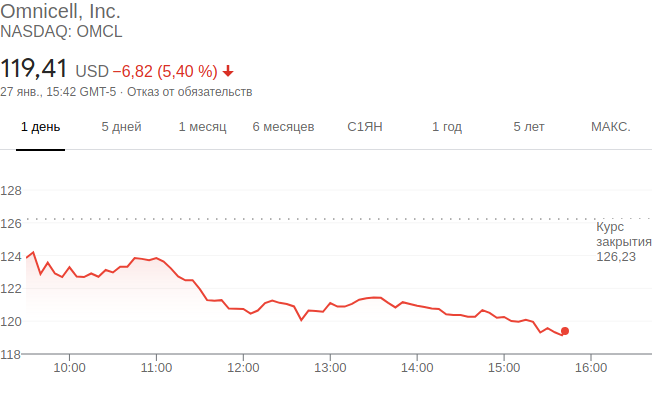 Omnicell, Inc.
NASDAQ: OMCL
119,41 USD −6,82 (5,40 %)
27 янв., 15:42 GMT-5 · Отказ от обязательств
1 день 5 дней 1 месяц 6 месяцев С1ЯН 1 год 5 лет МАКС.
128
126
Курс
закрытия
126,23
124
122
120
118
10:00 11:00 12:00 13:00 14:00 15:00 16:00